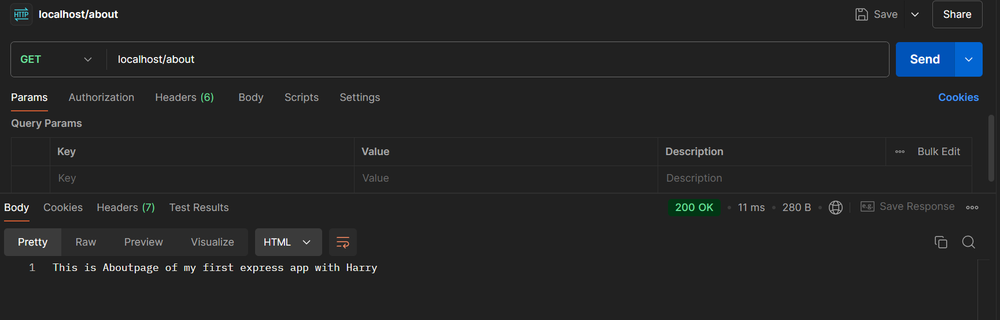 HTTP localhost/about Save Share
GET localhost/about Send
Params Authorization Headers (6) Body Scripts Settings Cookies
Query Params
Key Value Description Bulk Edit
Key Value Description
Body Cookies Headers (7) Test Results 200 OK • 11 ms • 280 B • e.g. Save Response
Pretty Raw Preview Visualize HTML
1 This is Aboutpage of my first express app with Harry